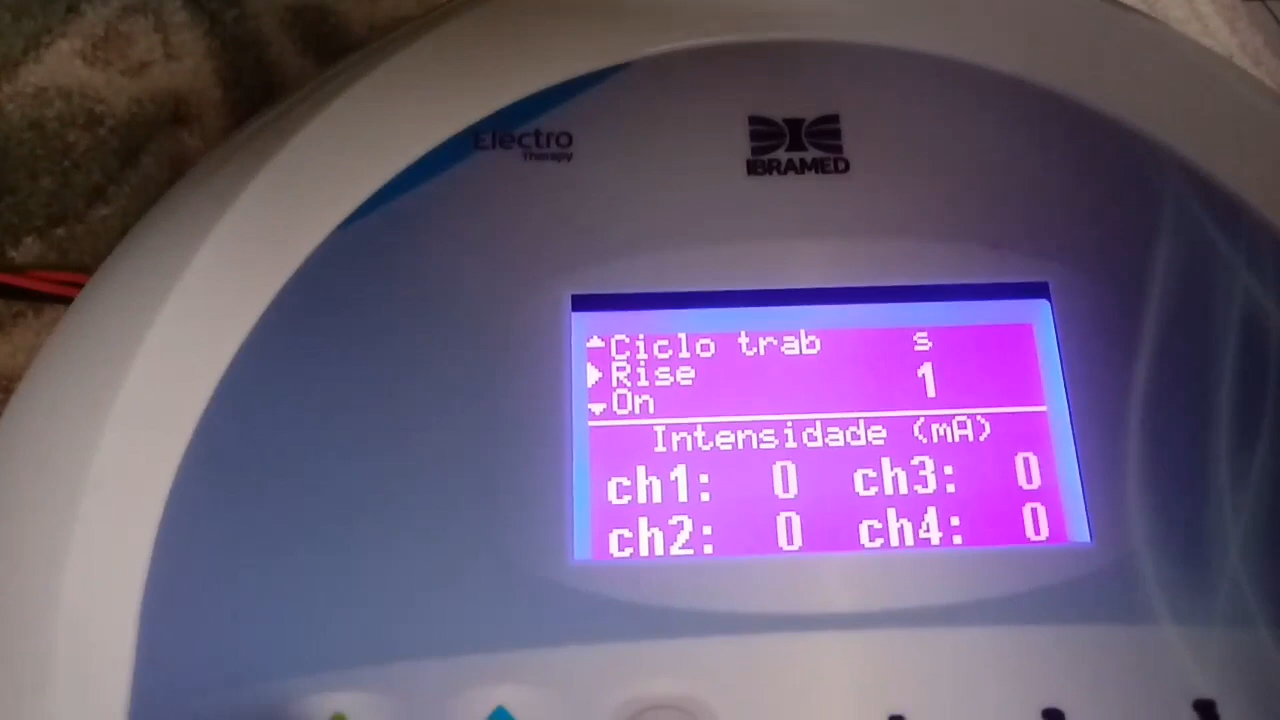 Electro
Therapy
IBRAMED
Ciclo trab s
Rise 1
On
Intensidade (mA)
ch1: 0 ch3: 0
ch2: 0 ch4: 0